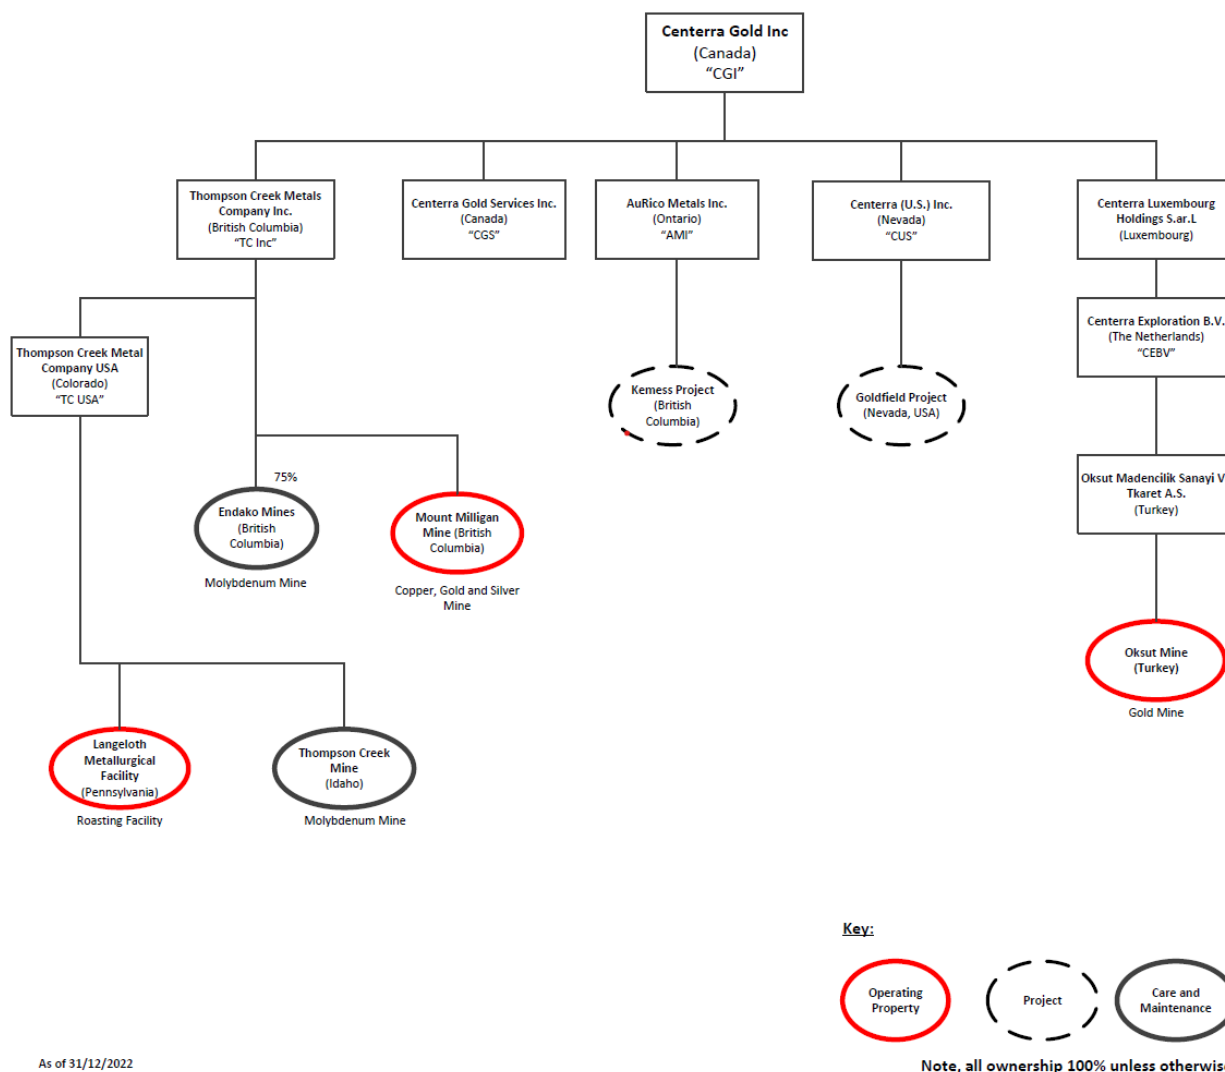 Centerra Gold Inc
(Canada)
“CGI”
Thompson Creek Metals
Company Inc.
(British Columbia)
“TC Inc”
Centerra Gold Services Inc.
(Canada)
“CGS”
AuRico Metals Inc.
(Ontario)
“AMI”
Centerra (U.S.) Inc.
(Nevada)
“CUS”
Centerra Luxembourg
Holdings S.ar.L
(Luxembourg)
Thompson Creek Metal
Company USA
(Colorado)
“TC USA”
Centerra Exploration B.V.
(The Netherlands)
“CEBV”
Kemess Project
(British
Columbia)
Goldfield Project
(Nevada, USA)
75%
Endako Mines
(British
Columbia)
Molybdenum Mine
Mount Milligan
Mine (British
Columbia)
Copper, Gold and Silver
Mine
Oksut Madencilik Sanayi V
Tkaret A.S.
(Turkey)
Oksut Mine
(Turkey)
Gold Mine
Langeloth
Metallurgical
Facility
(Pennsylvania)
Roasting Facility
Thompson Creek
Mine
(Idaho)
Molybdenum Mine
Key:
Operating
Property
Project
Care and
Maintenance
As of 31/12/2022
Note, all ownership 100% unless otherwise